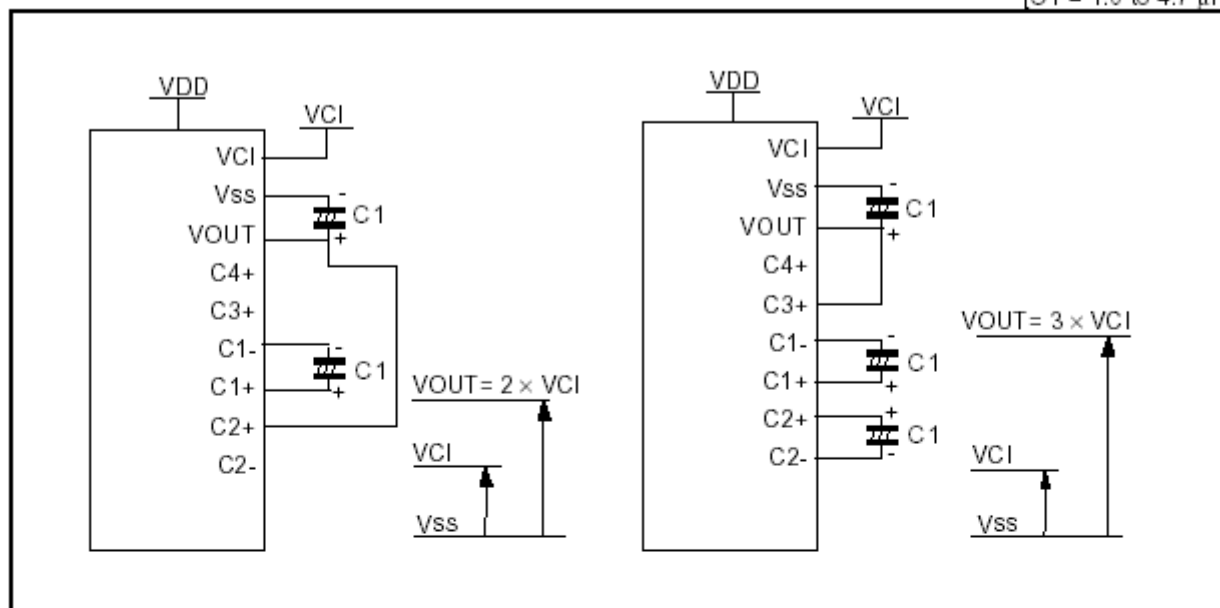 VDD
VCI
VCI
Vss
-
C1
VOUT
+
C4+
C3+
C1-
-
C1
C1+
+
C2+
C2-
VOUT = 2 × VCI
VCI
Vss
VDD
VCI
VCI
Vss
-
C1
VOUT
+
C4+
C3+
C1-
-
C1
C1+
+
C2+
+
C1
C2-
-
VOUT = 3 × VCI
VCI
Vss